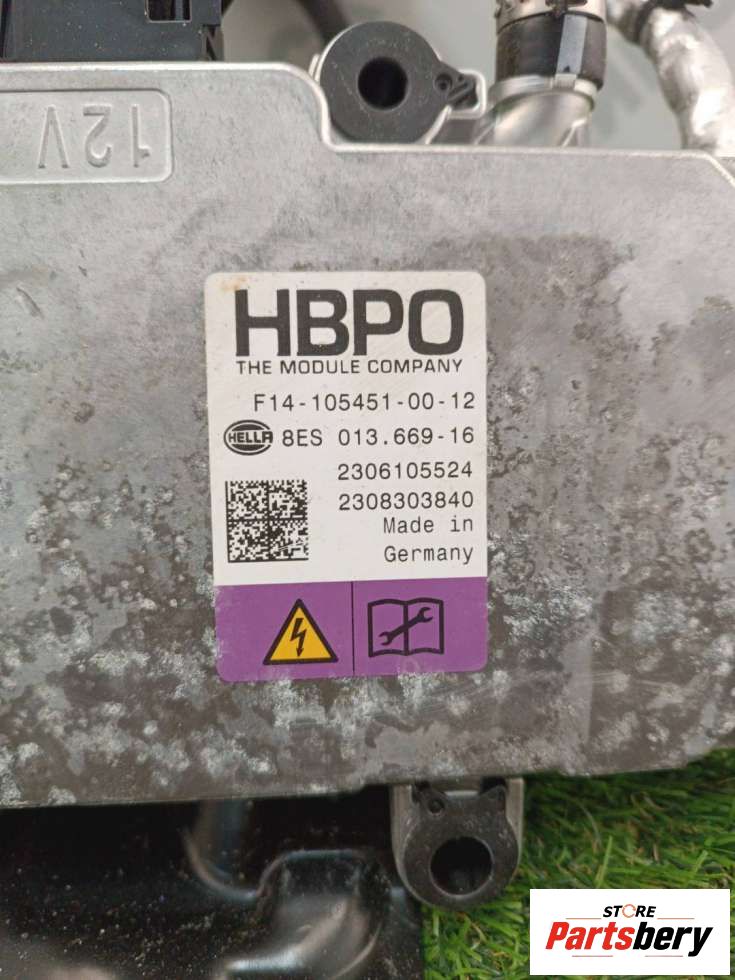 12V
HBPO
THE MODULE COMPANY
F14-105451-00-12
HELLA 8ES 013.669-16
2306105524
2308303840
Made in
Germany
STORE
Partsbery